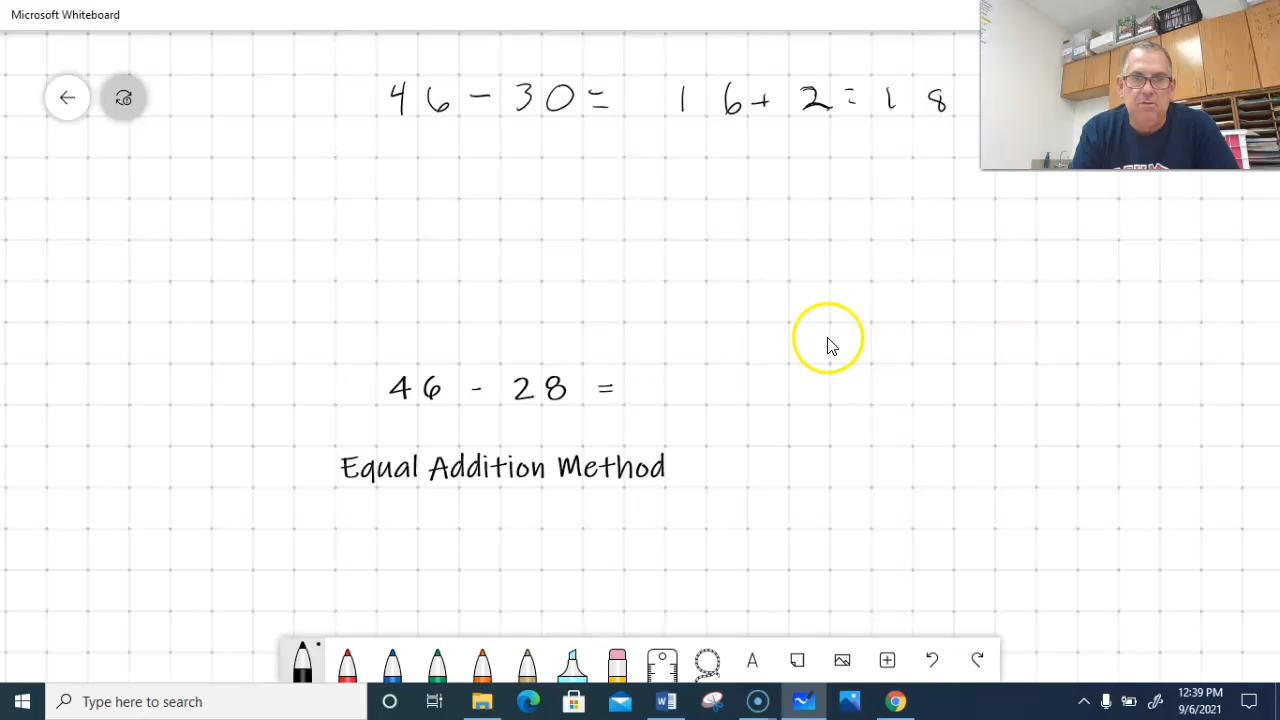 Microsoft Whiteboard
46 - 30 = 16 + 2 = 18
46 - 28 =
Equal Addition Method
A
W
Type here to search
12:39 PM
9/6/2021